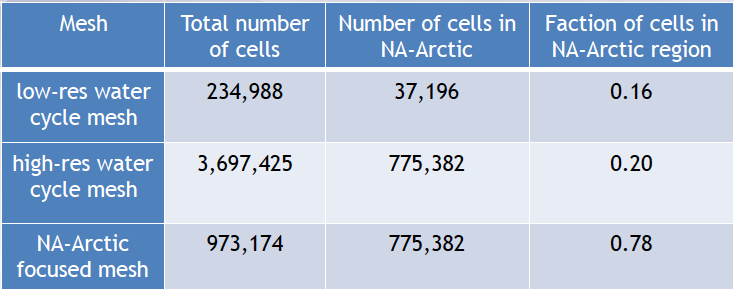 Mesh
Total number
of cells
Number of cells in
NA-Arctic
Faction of cells in
NA-Arctic region
low-res water
cycle mesh
234,988
37,196
0.16
high-res water
cycle mesh
3,697,425
775,382
0.20
NA-Arctic
focused mesh
973,174
775,382
0.78